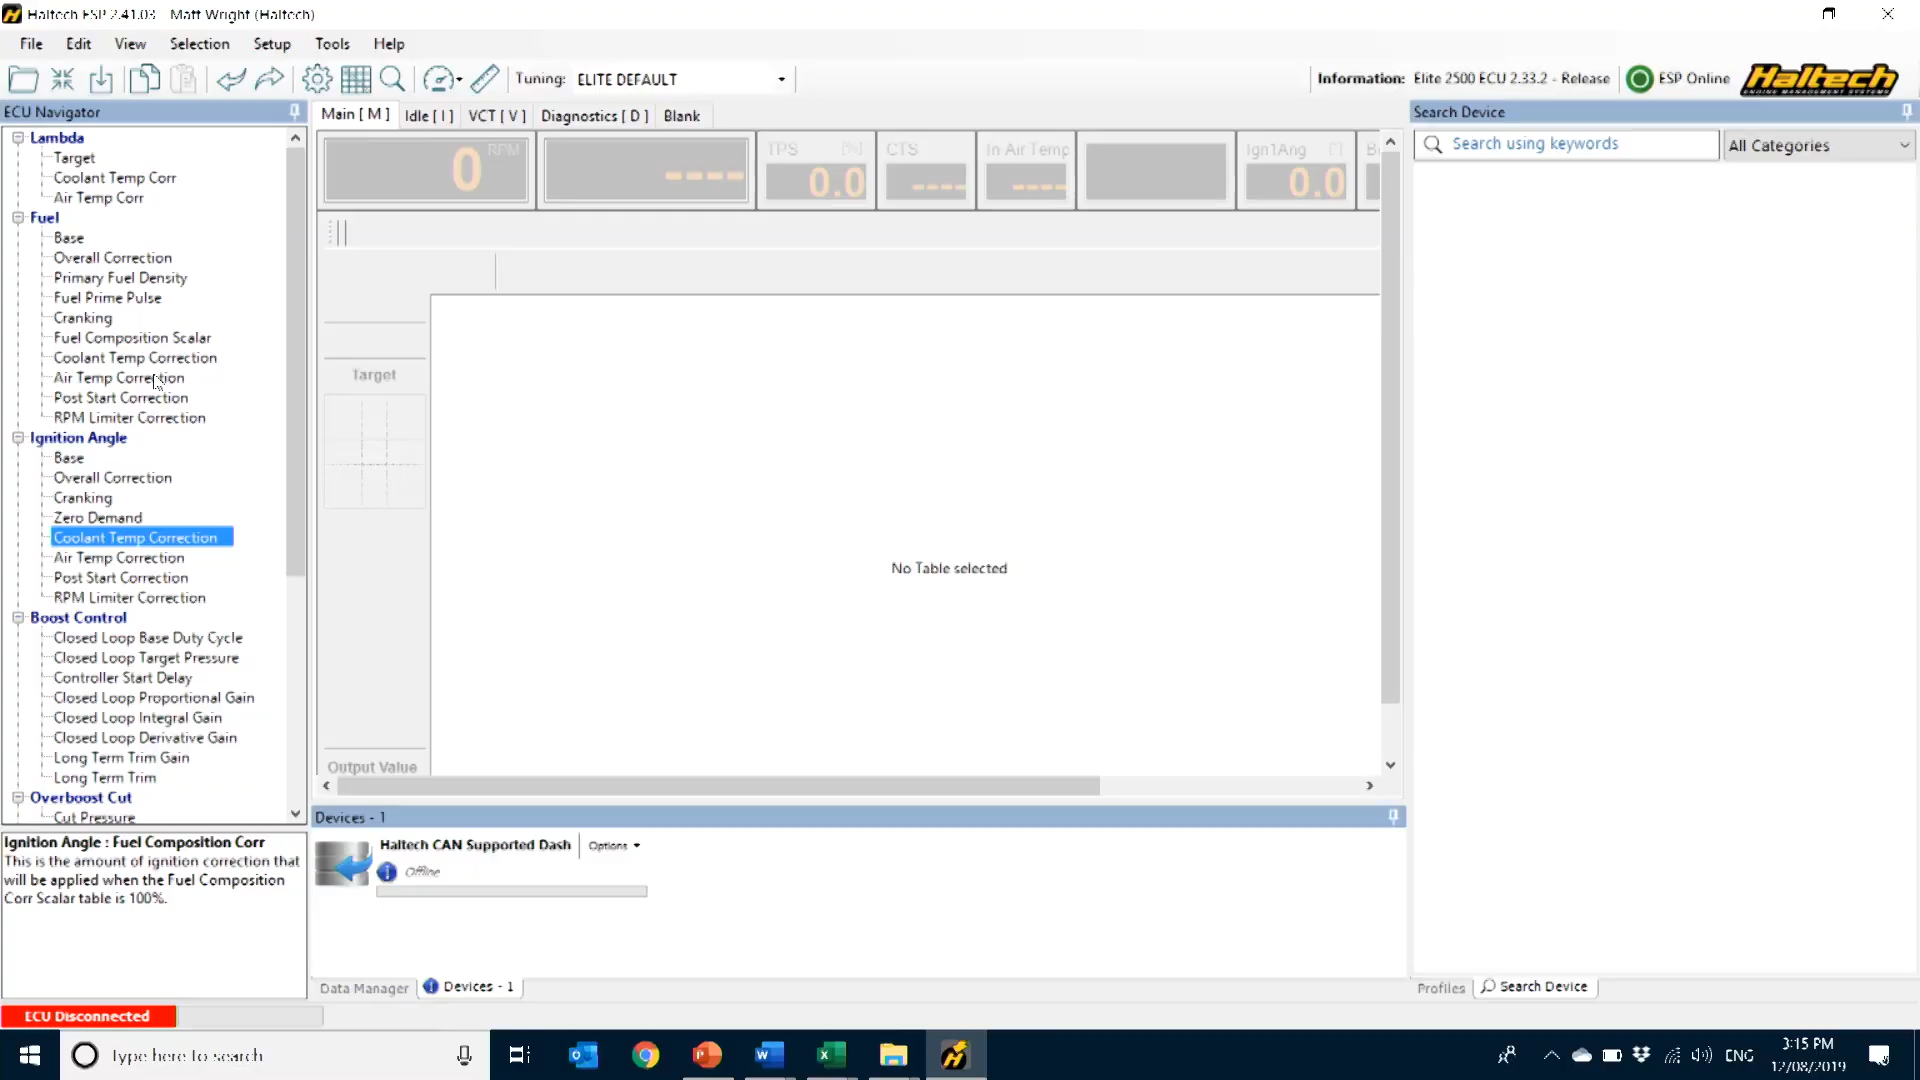 Haltech ESP 2.41.03 - Matt Wright (Haltech)
File Edit View Selection Setup Tools Help
Tuning: ELITE DEFAULT
Information: Elite 2500 ECU 2.33.2 - Release
ESP Online
Haltech
ENGINE MANAGEMENT SYSTEMS
ECU Navigator
Lambda
Target
Coolant Temp Corr
Air Temp Corr
Fuel
Base
Overall Correction
Primary Fuel Density
Fuel Prime Pulse
Cranking
Fuel Composition Scalar
Coolant Temp Correction
Air Temp Correction
Post Start Correction
RPM Limiter Correction
Ignition Angle
Base
Overall Correction
Cranking
Zero Demand
Coolant Temp Correction
Air Temp Correction
Post Start Correction
RPM Limiter Correction
Boost Control
Closed Loop Base Duty Cycle
Closed Loop Target Pressure
Controller Start Delay
Closed Loop Proportional Gain
Closed Loop Integral Gain
Closed Loop Derivative Gain
Long Term Trim Gain
Long Term Trim
Overboost Cut
Cut Pressure
Ignition Angle : Fuel Composition Corr
This is the amount of ignition correction that
will be applied when the Fuel Composition
Corr Scalar table is 100%.
ECU Disconnected
Main [ M ] Idle [ I ] VCT [ V ] Diagnostics [ D ] Blank
0 RPM
----
TPS
0.0
CTS
----
In Air Temp
----
Ign1Ang
0.0
Target
No Table selected
Output Value
Devices - 1
Haltech CAN Supported Dash
Options
Offline
Data Manager
Devices - 1
Search Device
Search using keywords
All Categories
Profiles
Search Device
Type here to search
ENG
3:15 PM
12/08/2019